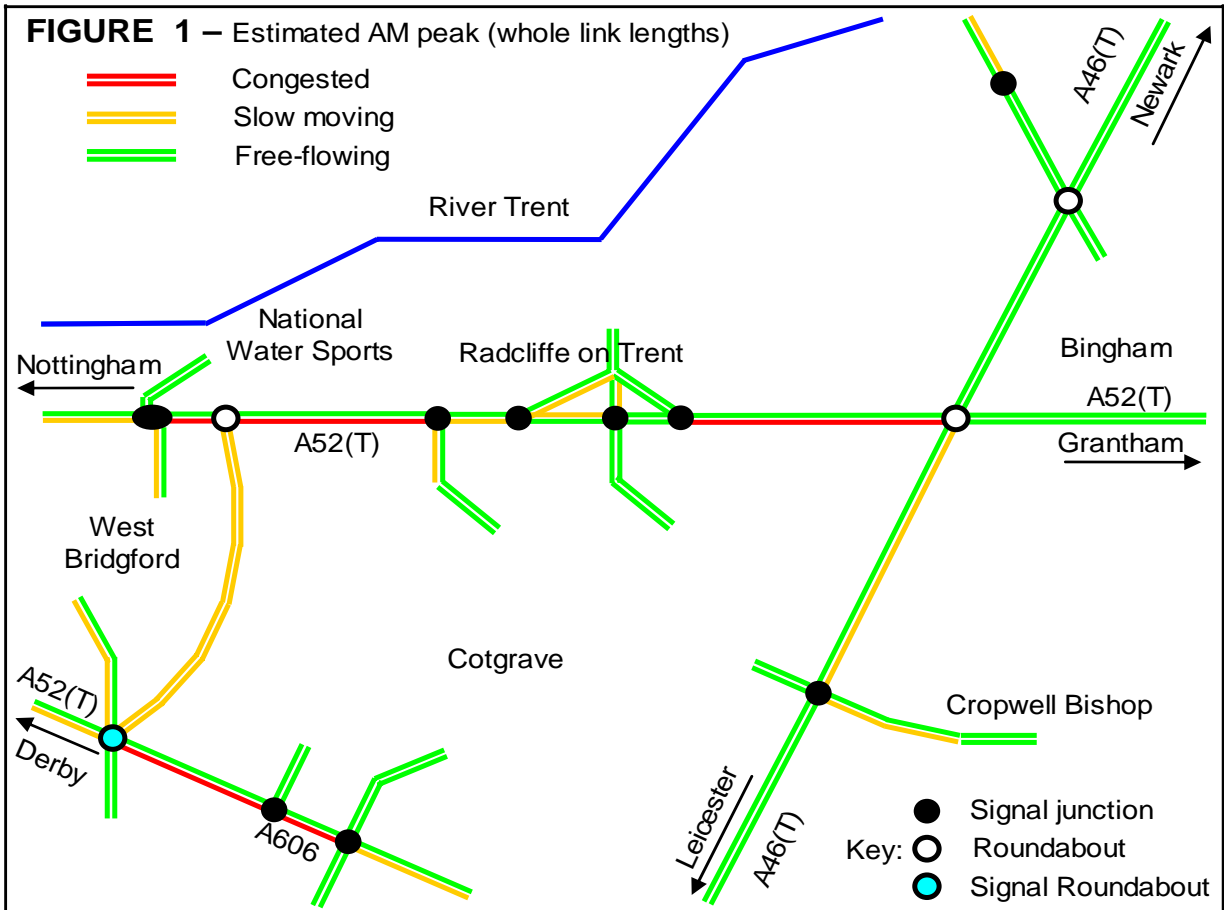 FIGURE 1 – Estimated AM peak (whole link lengths)
Congested
Slow moving
Free-flowing
A46(T)
Newark
River Trent
National
Water Sports
Nottingham
Radcliffe on Trent
Bingham
A52(T)
A52(T)
Grantham
West
Bridgford
Cotgrave
A52(T)
Derby
Cropwell Bishop
A606
Leicester
A46(T)
Key:
Signal junction
Roundabout
Signal Roundabout